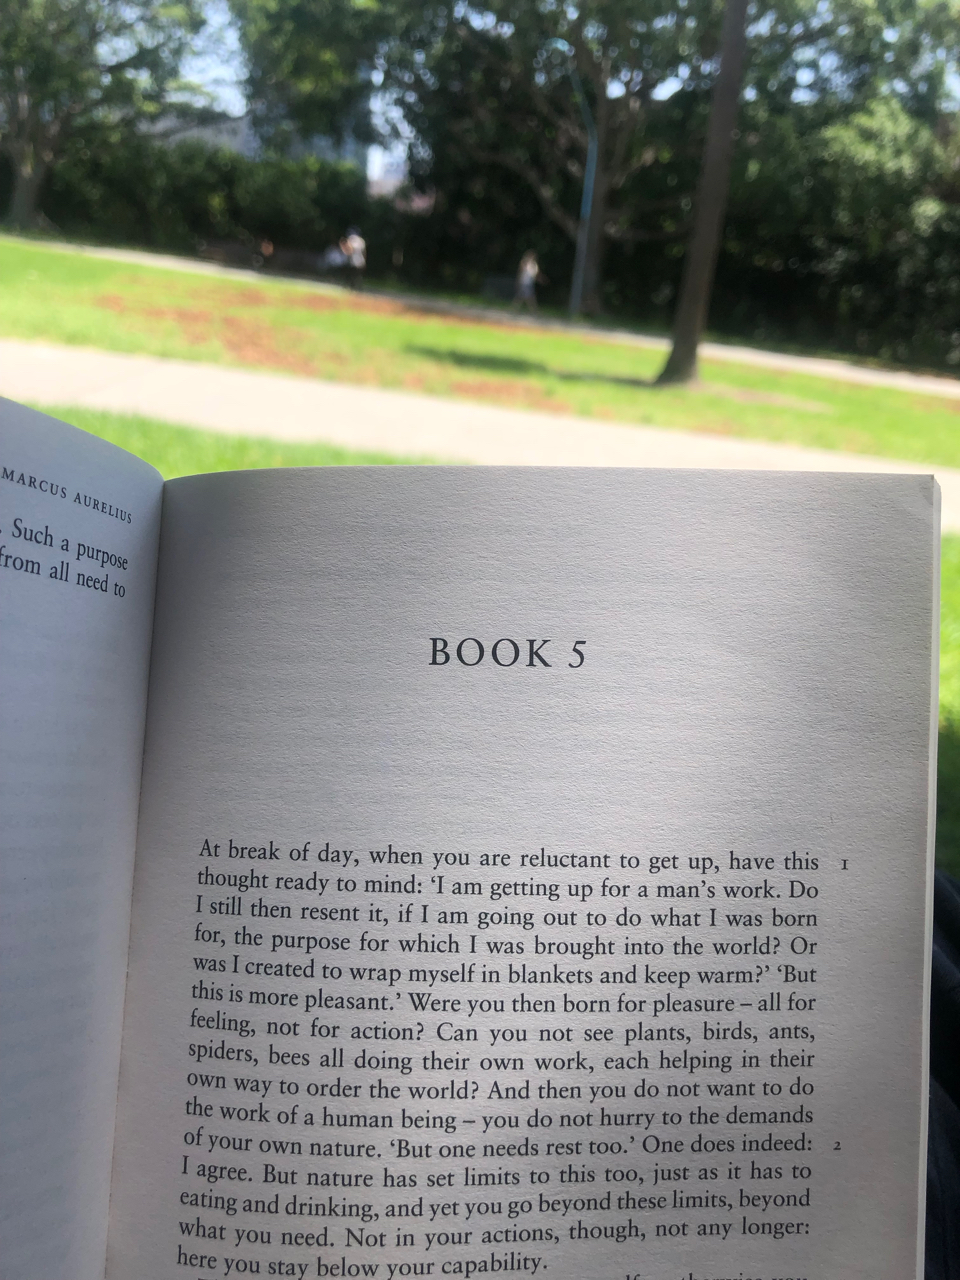 MARCUS AURELIUS
. Such a purpose
from all need to
BOOK 5
At break of day, when you are reluctant to get up, have this 1
thought ready to mind: ‘I am getting up for a man’s work. Do
I still then resent it, if I am going out to do what I was born
for, the purpose for which I was brought into the world? Or
was I created to wrap myself in blankets and keep warm?’ ‘But
this is more pleasant.’ Were you then born for pleasure – all for
feeling, not for action? Can you not see plants, birds, ants,
spiders, bees all doing their own work, each helping in their
own way to order the world? And then you do not want to do
the work of a human being – you do not hurry to the demands
of your own nature. ‘But one needs rest too.’ One does indeed: 2
I agree. But nature has set limits to this too, just as it has to
eating and drinking, and yet you go beyond these limits, beyond
what you need. Not in your actions, though, not any longer:
here you stay below your capability.